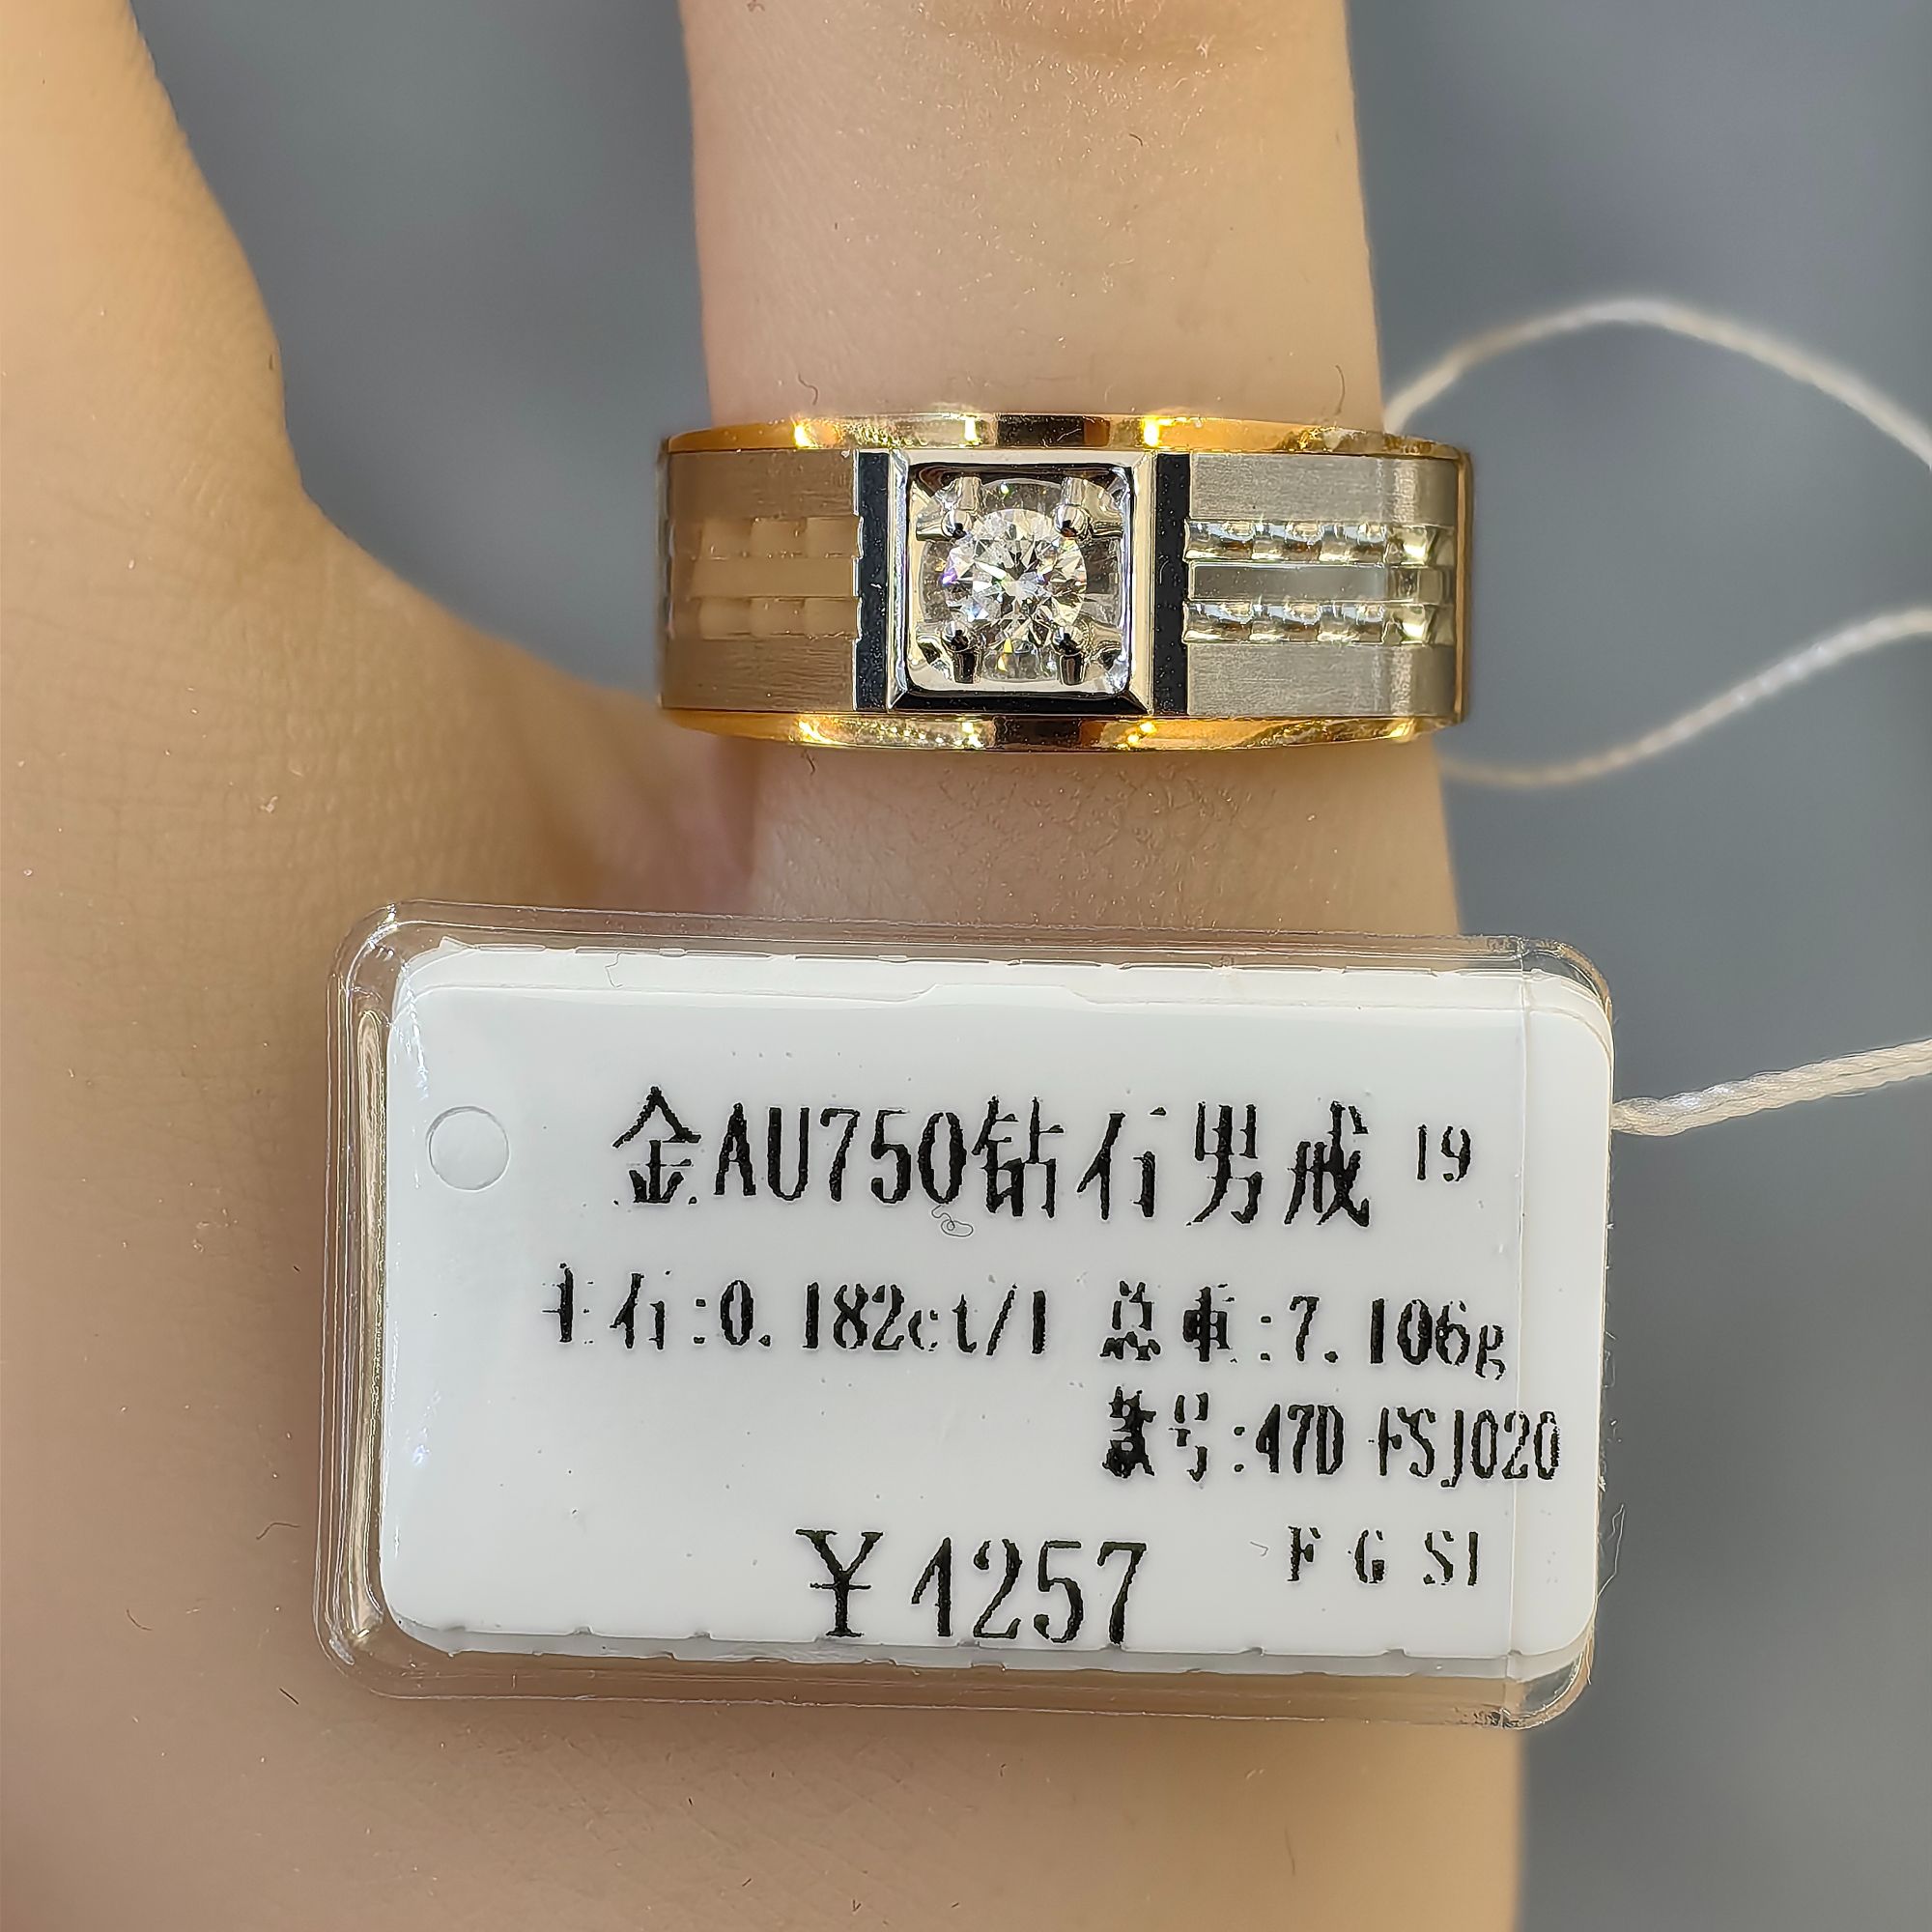 金AU750钻石男戒 19
主石:0.182ct/1 总重:7.106g
款号:47D FSJ020
¥4257 F G SI